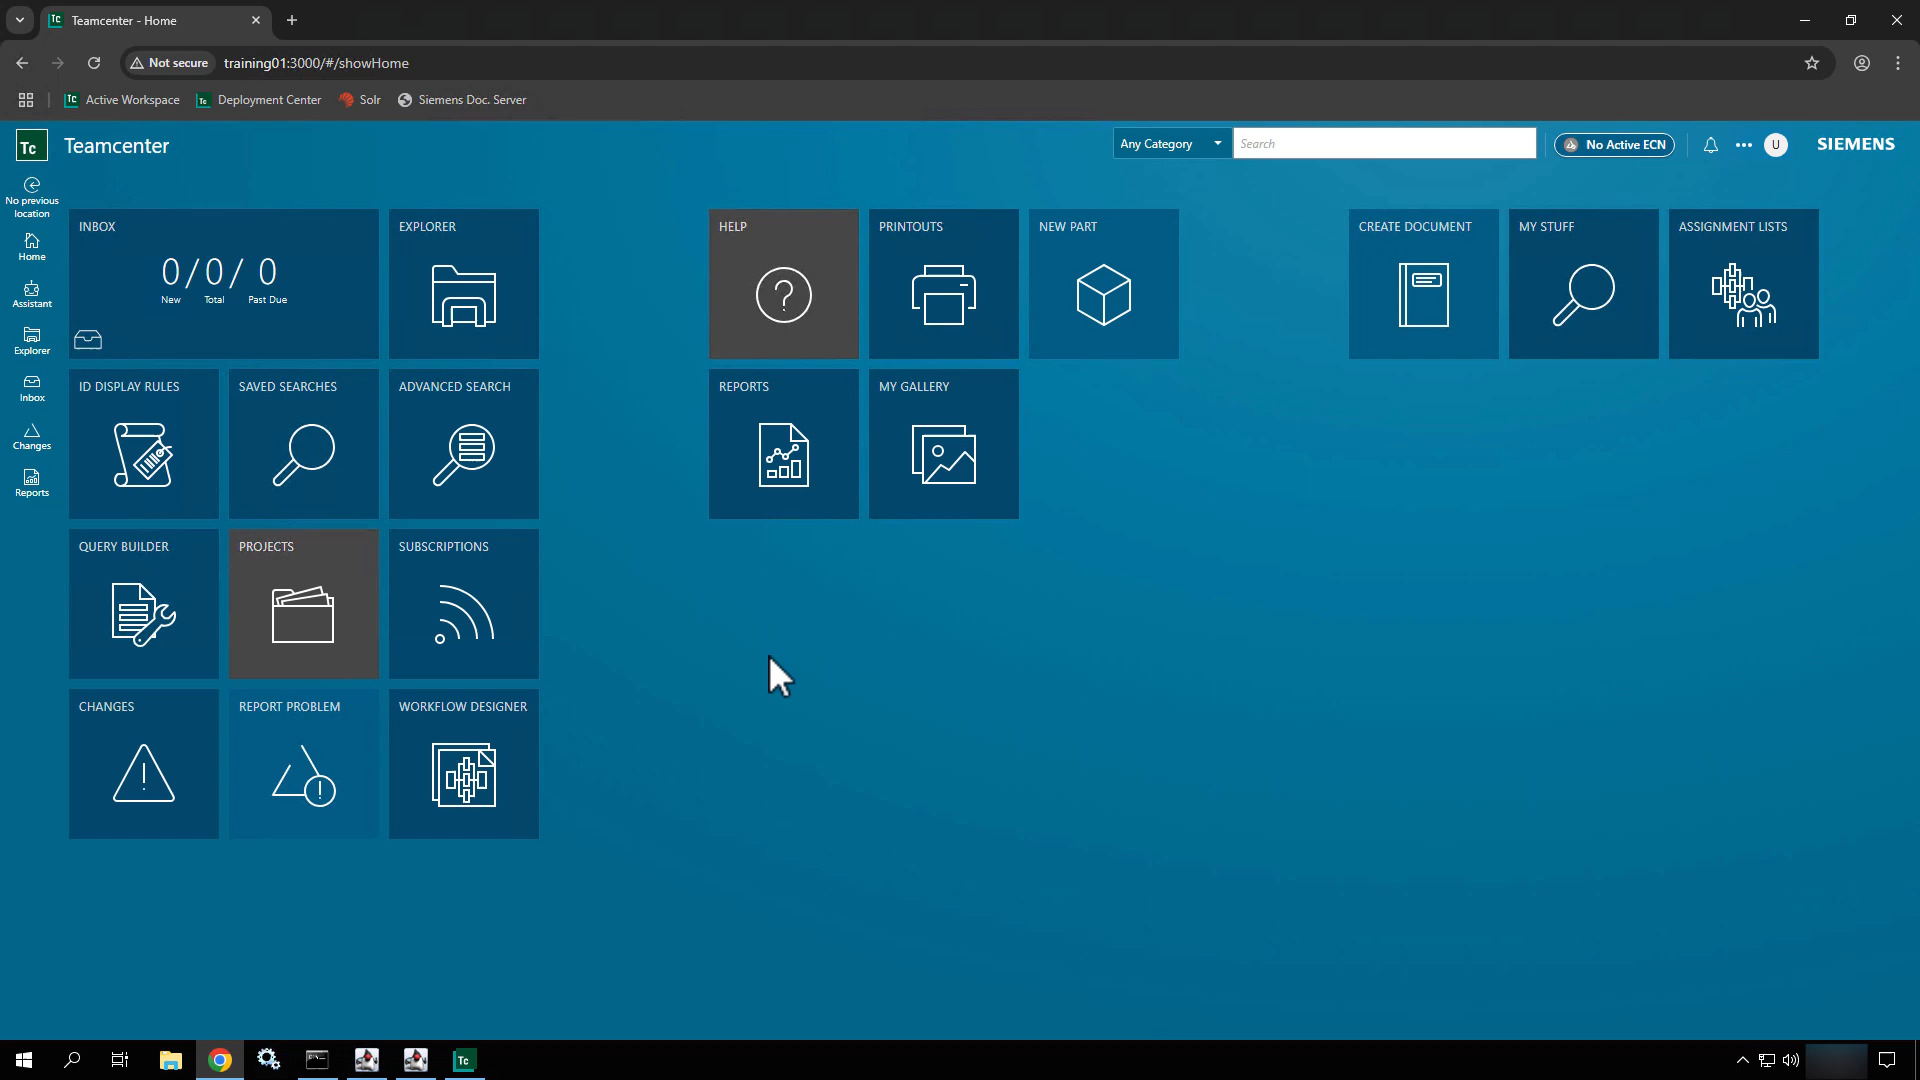 Teamcenter - Home
Not secure
training01:3000/#/showHome
Active Workspace
Deployment Center
Solr
Siemens Doc. Server
Tc
Teamcenter
Any Category
Search
No Active ECN
U
SIEMENS
No previous
location
Home
Assistant
Explorer
Inbox
Changes
Reports
INBOX
0/0/0
New
Total
Past Due
EXPLORER
HELP
PRINTOUTS
NEW PART
CREATE DOCUMENT
MY STUFF
ASSIGNMENT LISTS
ID DISPLAY RULES
SAVED SEARCHES
ADVANCED SEARCH
REPORTS
MY GALLERY
QUERY BUILDER
PROJECTS
SUBSCRIPTIONS
CHANGES
REPORT PROBLEM
WORKFLOW DESIGNER
Tc